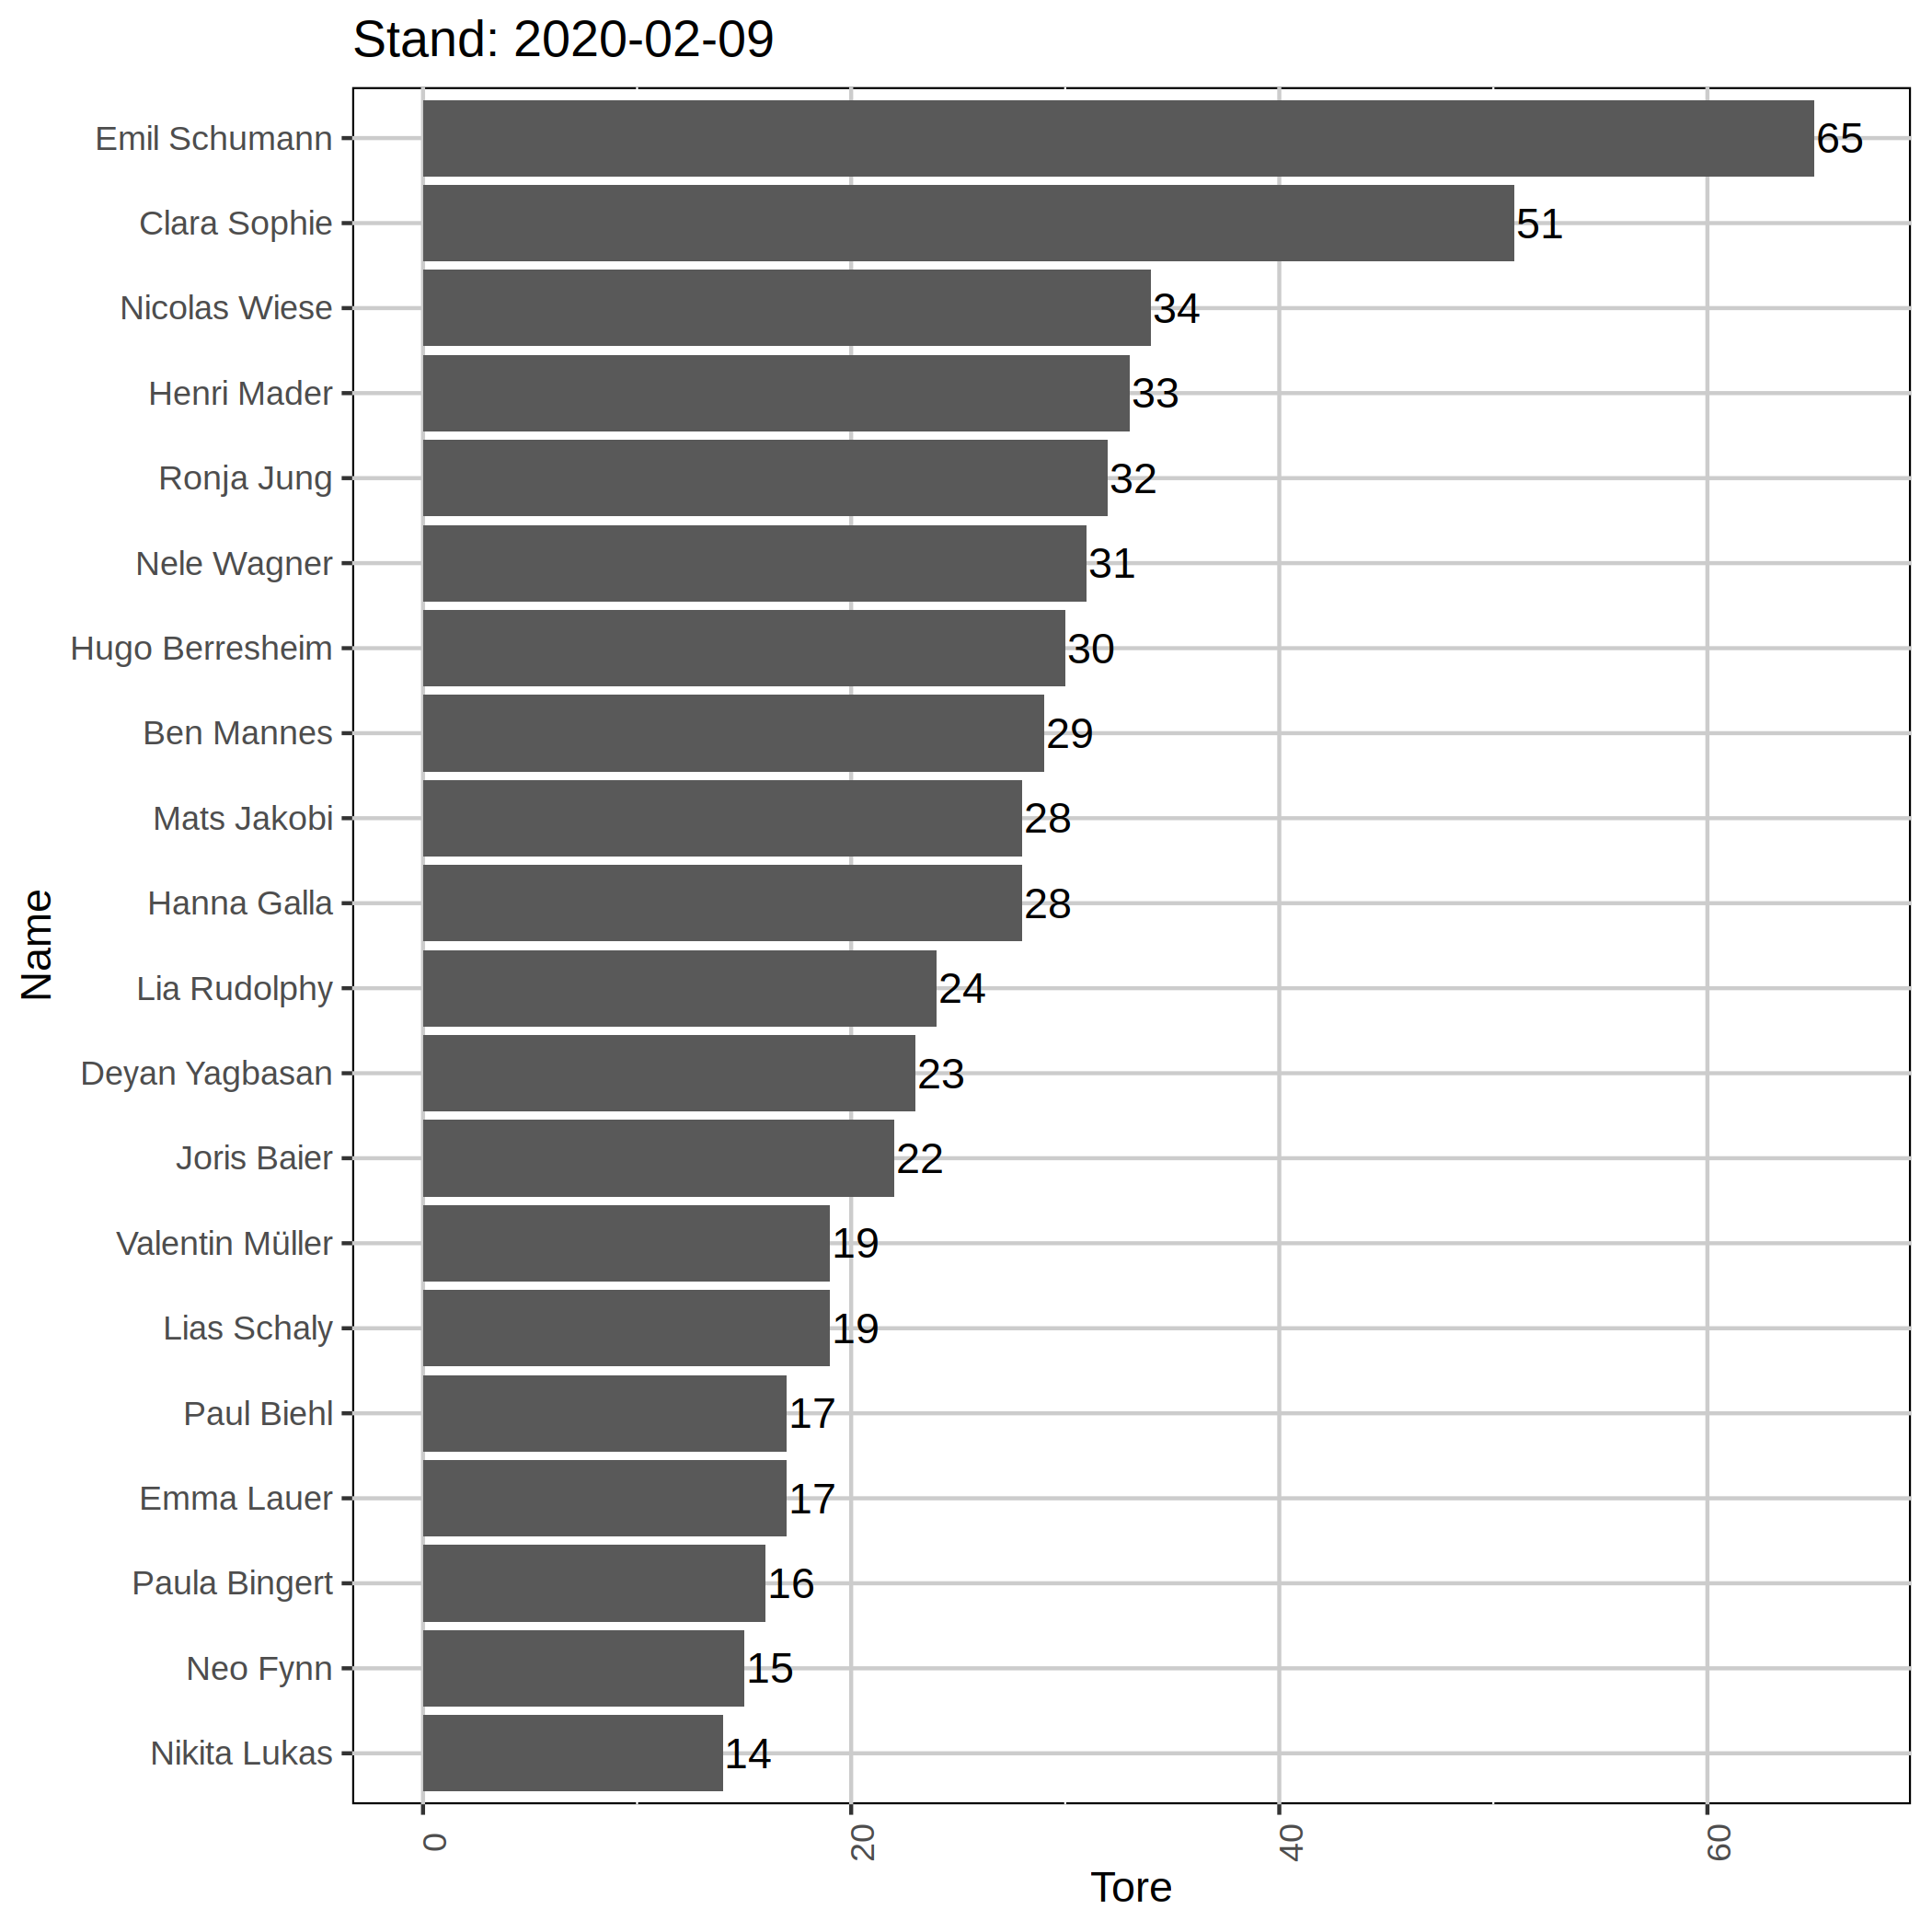 Stand: 2020-02-09
Emil Schumann 65
Clara Sophie 51
Nicolas Wiese 34
Henri Mader 33
Ronja Jung 32
Nele Wagner 31
Hugo Berresheim 30
Ben Mannes 29
Mats Jakobi 28
Hanna Galla 28
Lia Rudolphy 24
Deyan Yagbasan 23
Joris Baier 22
Valentin Müller 19
Lias Schaly 19
Paul Biehl 17
Emma Lauer 17
Paula Bingert 16
Neo Fynn 15
Nikita Lukas 14
Name
0 20 40 60
Tore